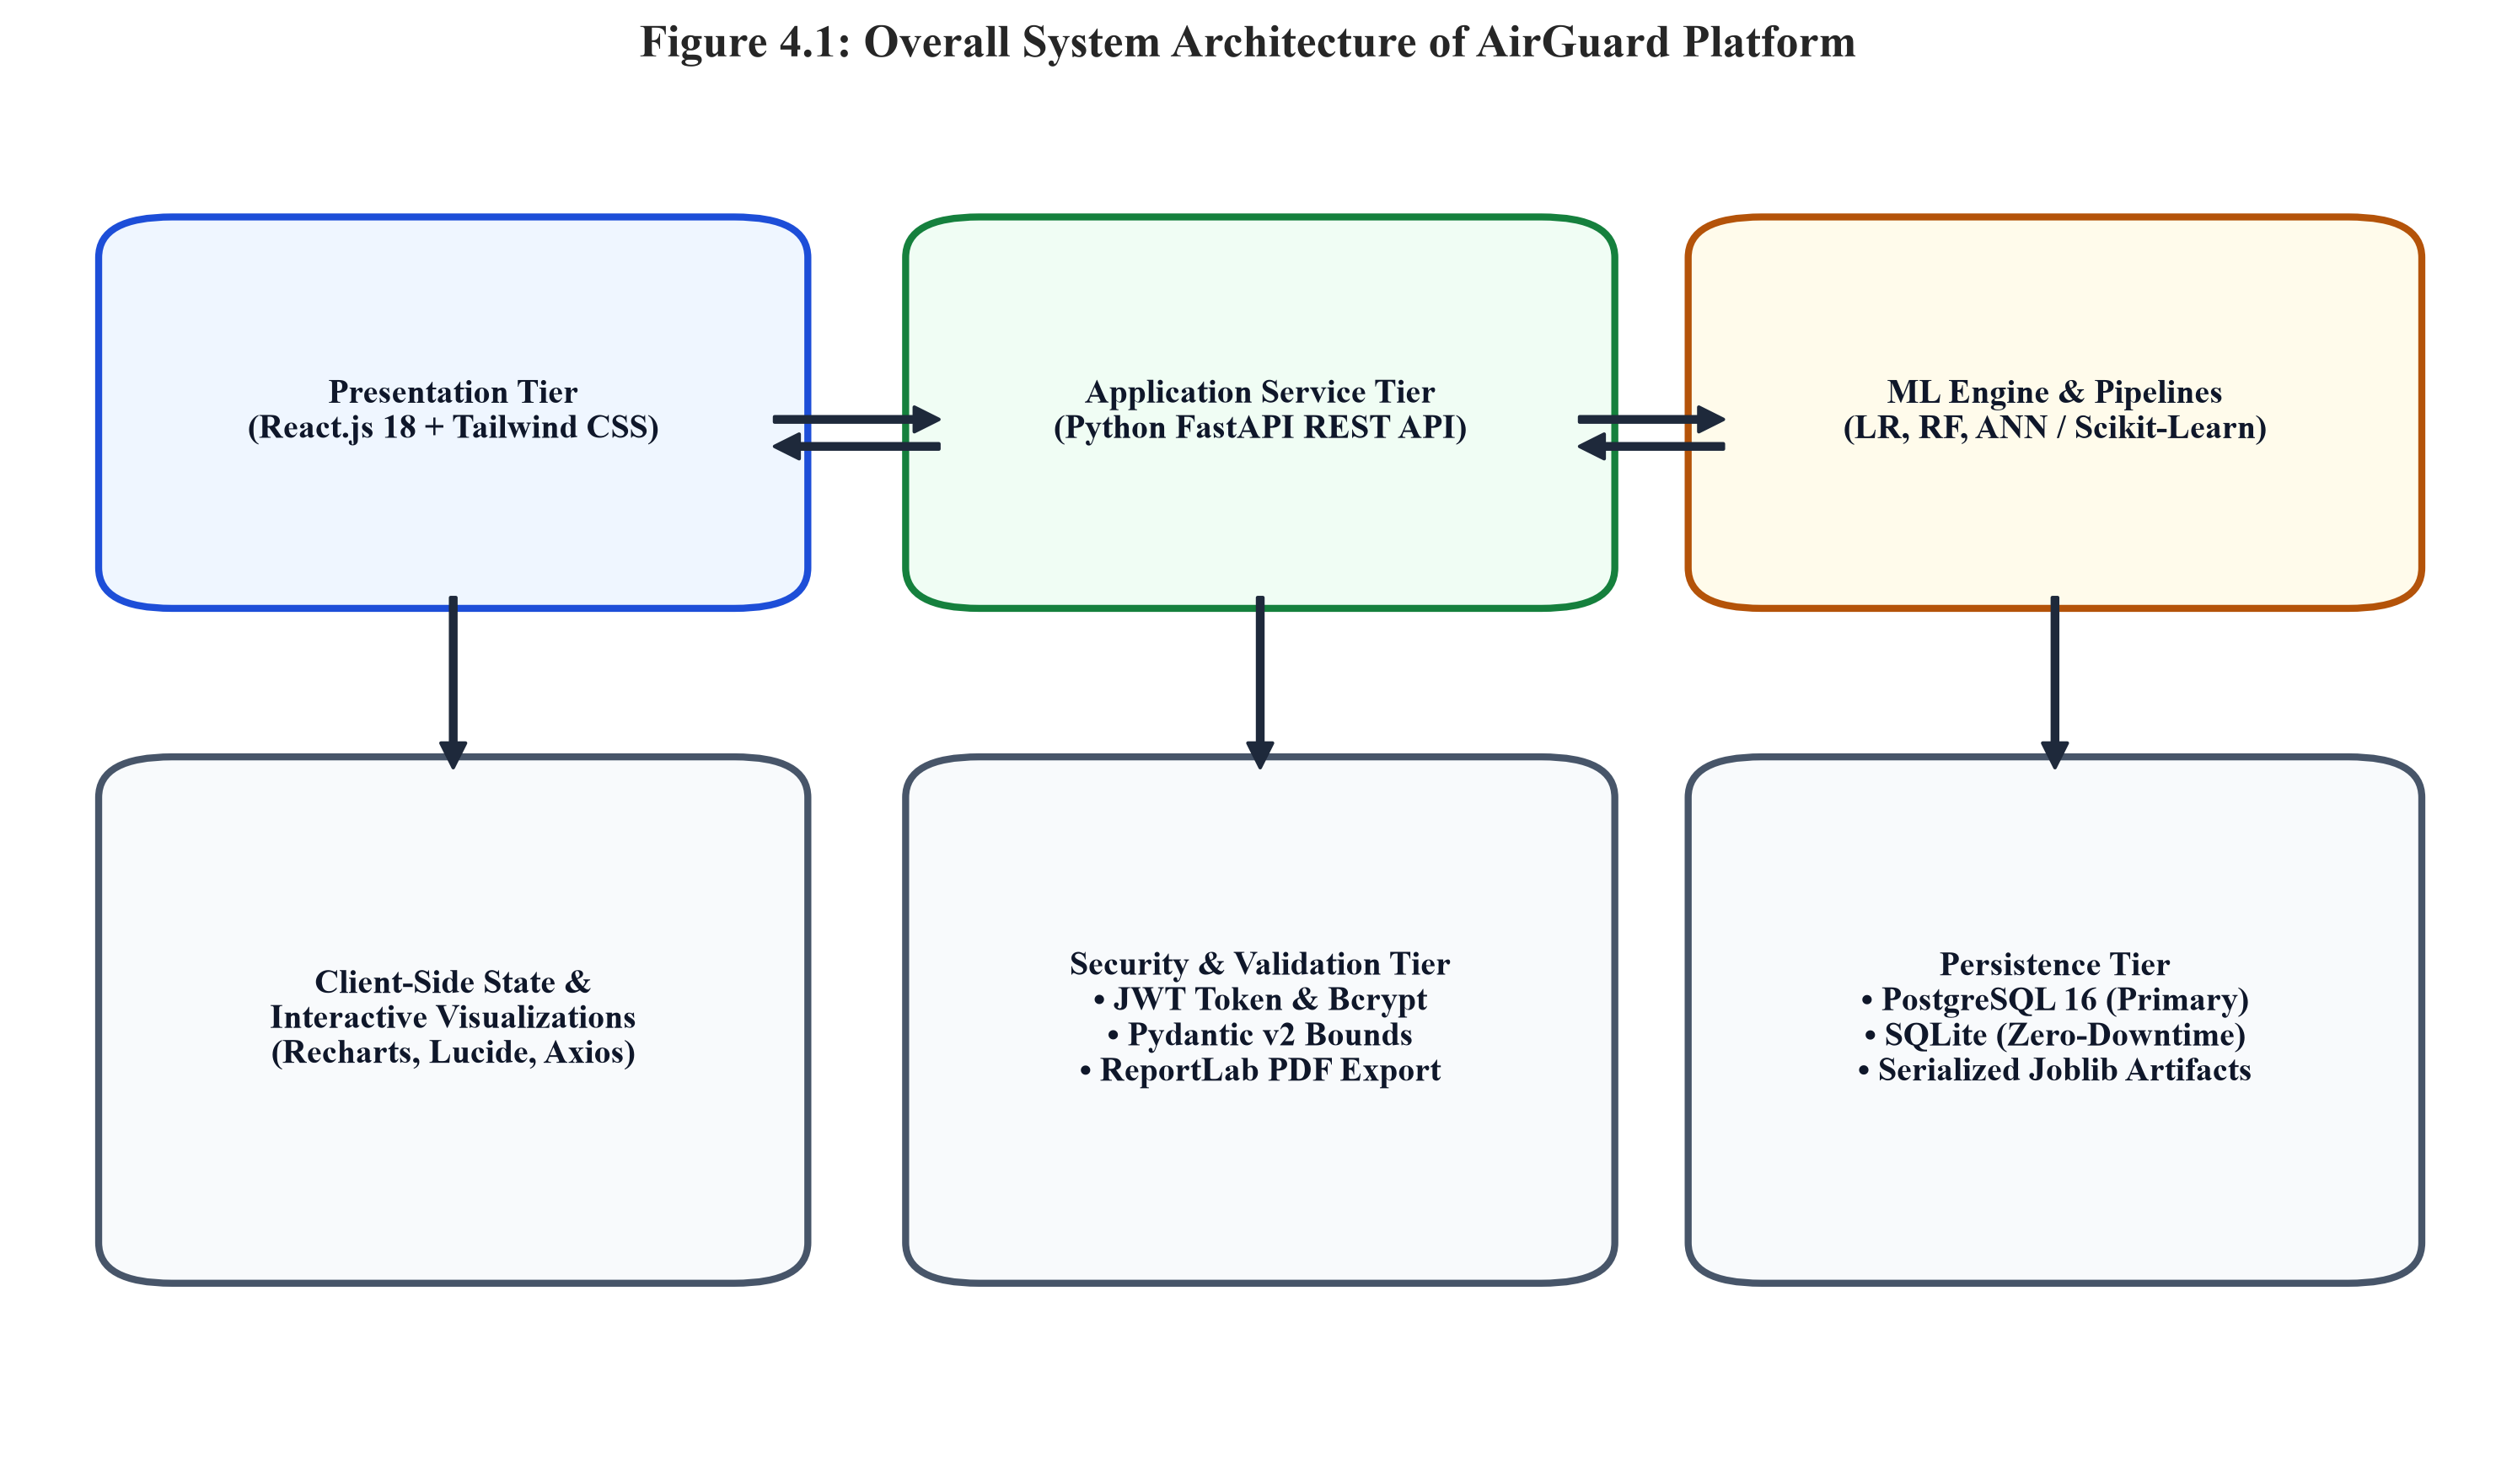 Figure 4.1: Overall System Architecture of AirGuard Platform
Presentation Tier
(React.js 18 + Tailwind CSS)
Application Service Tier
(Python FastAPI REST API)
ML Engine & Pipelines
(LR, RF, ANN / Scikit-Learn)
Client-Side State &
Interactive Visualizations
(Recharts, Lucide, Axios)
Security & Validation Tier
• JWT Token & Bcrypt
• Pydantic v2 Bounds
• ReportLab PDF Export
Persistence Tier
• PostgreSQL 16 (Primary)
• SQLite (Zero-Downtime)
• Serialized Joblib Artifacts